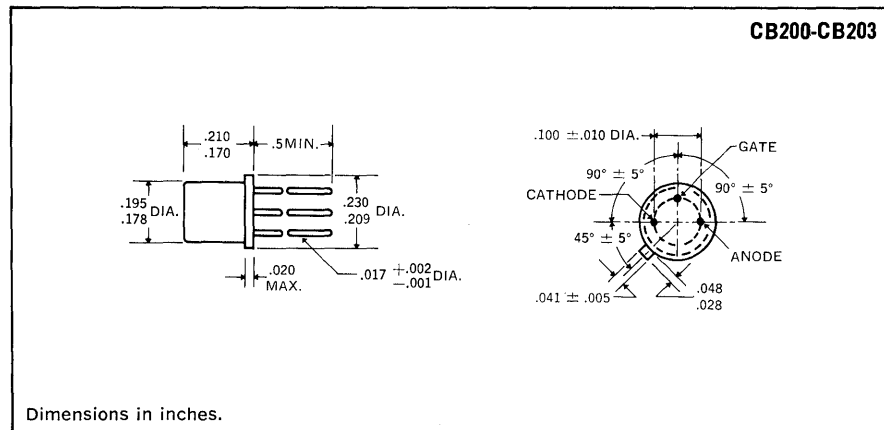 CB200-CB203
.210
.170
.5MIN.
.195
.178 DIA.
.230
.209 DIA.
.020
MAX.
.017 +.002
-.001 DIA.
.100 ±.010 DIA.
GATE
90° ± 5°
90° ± 5°
CATHODE
45° ± 5°
ANODE
.041 ± .005
.048
.028
Dimensions in inches.